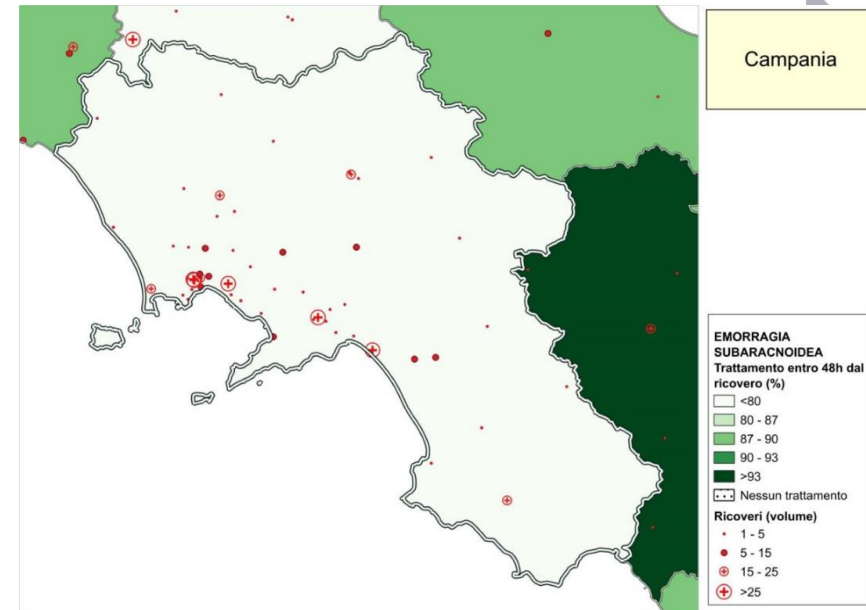 Campania
EMORRAGIA
SUBARACNOIDEA
Trattamento entro 48h dal
ricovero (%)
<80
80 - 87
87 - 90
90 - 93
>93
Nessun trattamento
Ricoveri (volume)
1 - 5
5 - 15
15 - 25
>25